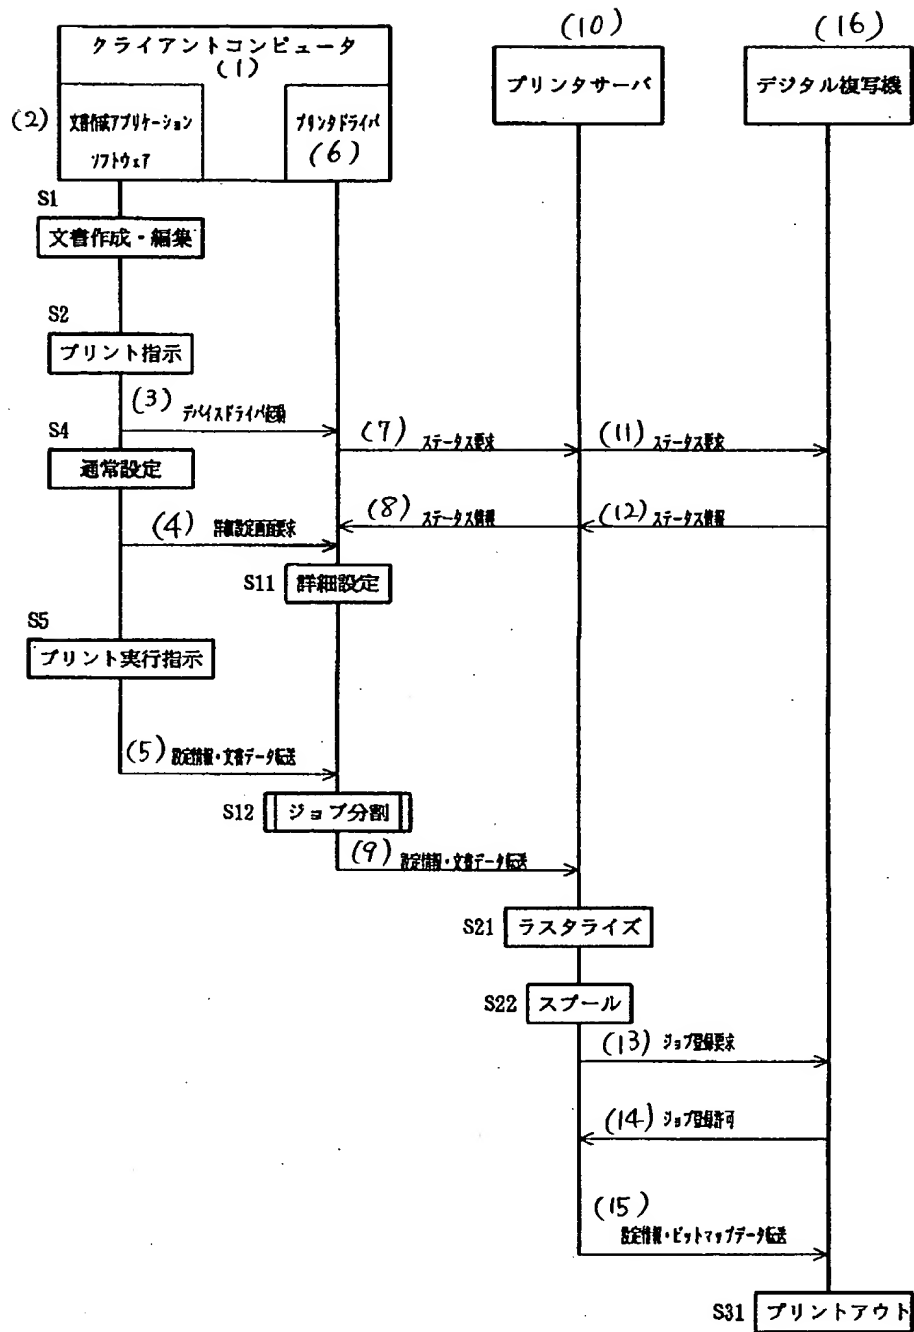 (10)
(16)
クライアントコンピュータ
(1)
プリンタサーバ
デジタル複写機
(2)
文書作成アプリケーション
ソフトウェア
プリンタドライバ
(6)
S1
文書作成・編集
S2
プリント指示
(3) デバイスドライバ起動
S4
通常設定
(7) ステータス要求
(11) ステータス要求
(8) ステータス情報
(12) ステータス情報
(4) 詳細設定画面要求
S11 詳細設定
S5
プリント実行指示
(5) 設定情報・文書データ転送
S12 ジョブ分割
(9) 設定情報・文書データ転送
S21 ラスタライズ
S22 スプール
(13) ジョブ登録要求
(14) ジョブ登録許可
(15)
設定情報・ビットマップデータ転送
S31 プリントアウト